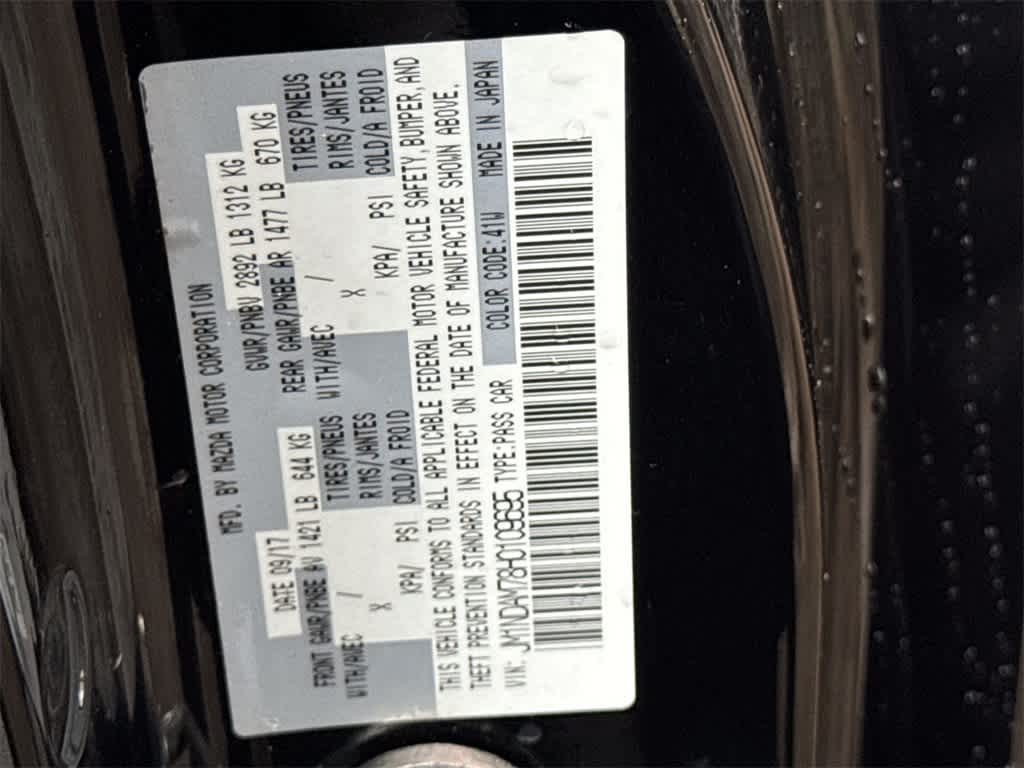 MFD. BY MAZDA MOTOR CORPORATION
DATE 09/17 GVWR/PNBV 2892 LB 1312 KG
FRONT GAWR/PNBE AV 1421 LB 644 KG REAR GAWR/PNBE AR 1477 LB 670 KG
WITH/AVEC / TIRES/PNEUS WITH/AVEC / TIRES/PNEUS
X RIMS/JANTES X RIMS/JANTES
KPA/ PSI COLD/A FROID KPA/ PSI COLD/A FROID
THIS VEHICLE CONFORMS TO ALL APPLICABLE FEDERAL MOTOR VEHICLE SAFETY, BUMPER, AND
THEFT PREVENTION STANDARDS IN EFFECT ON THE DATE OF MANUFACTURE SHOWN ABOVE.
VIN: JM1NDAM78H0109695 TYPE:PASS CAR COLOR CODE:41W MADE IN JAPAN